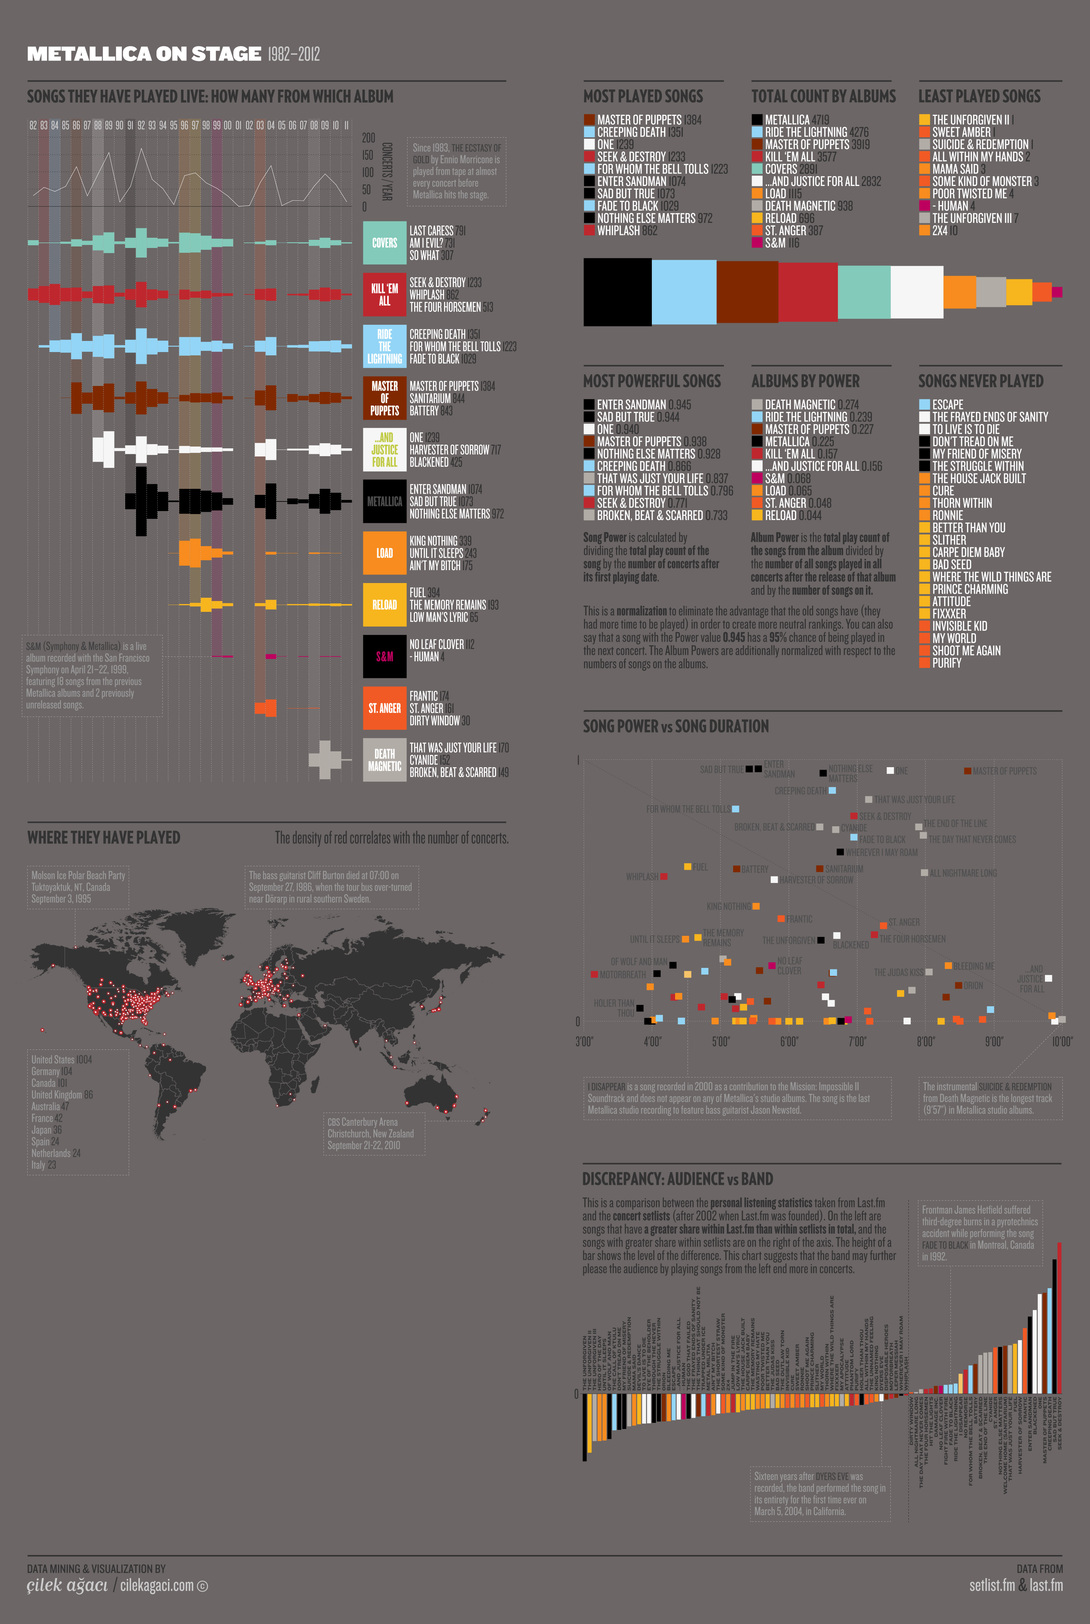 METALLICA ON STAGE 1982–2012
SONGS THEY HAVE PLAYED LIVE: HOW MANY FROM WHICH ALBUM
82 83 84 85 86 87 88 89 90 91 92 93 94 95 96 97 98 99 00 01 02 03 04 05 06 07 08 09 10 11
200
150
100
50
0
CONCERTS / YEAR
Since 1983, THE ECSTASY OF
GOLD by Ennio Morricone is
played from tape at almost
every concert before
Metallica hits the stage.
COVERS
LAST CARESS 791
AM I EVIL? 731
SO WHAT 307
KILL 'EM
ALL
SEEK & DESTROY 1233
WHIPLASH 862
THE FOUR HORSEMEN 513
RIDE
THE
LIGHTNING
CREEPING DEATH 1351
FOR WHOM THE BELL TOLLS 1223
FADE TO BLACK 1029
MASTER
OF
PUPPETS
MASTER OF PUPPETS 1384
SANITARIUM 844
BATTERY 843
...AND
JUSTICE
FOR ALL
ONE 1239
HARVESTER OF SORROW 717
BLACKENED 425
METALLICA
ENTER SANDMAN 1074
SAD BUT TRUE 1073
NOTHING ELSE MATTERS 972
LOAD
KING NOTHING 339
UNTIL IT SLEEPS 243
AIN'T MY BITCH 175
RELOAD
FUEL 394
THE MEMORY REMAINS 193
LOW MAN'S LYRIC 65
S&M
NO LEAF CLOVER 112
- HUMAN 4
S&M (Symphony & Metallica) is a live
album recorded with the San Francisco
Symphony on April 21–22, 1999,
featuring 18 songs from the previous
Metallica albums and 2 previously
unreleased songs.
ST. ANGER
FRANTIC 174
ST. ANGER 161
DIRTY WINDOW 30
DEATH
MAGNETIC
THAT WAS JUST YOUR LIFE 170
CYANIDE 152
BROKEN, BEAT & SCARRED 149
WHERE THEY HAVE PLAYED
The density of red correlates with the number of concerts.
Molson Ice Polar Beach Party
Tuktoyaktuk, NT, Canada
September 3, 1995
The bass guitarist Cliff Burton died at 07:00 on
September 27, 1986, when the tour bus over-turned
near Dörarp in rural southern Sweden.
United States 1004
Germany 104
Canada 101
United Kingdom 86
Australia 47
France 42
Japan 36
Spain 24
Netherlands 24
Italy 23
CBS Canterbury Arena
Christchurch, New Zealand
September 21-22, 2010
MOST PLAYED SONGS
MASTER OF PUPPETS 1384
CREEPING DEATH 1351
ONE 1239
SEEK & DESTROY 1233
FOR WHOM THE BELL TOLLS 1223
ENTER SANDMAN 1074
SAD BUT TRUE 1073
FADE TO BLACK 1029
NOTHING ELSE MATTERS 972
WHIPLASH 862
TOTAL COUNT BY ALBUMS
METALLICA 4719
RIDE THE LIGHTNING 4276
MASTER OF PUPPETS 3919
KILL 'EM ALL 3577
COVERS 2891
...AND JUSTICE FOR ALL 2832
LOAD 1115
DEATH MAGNETIC 938
RELOAD 696
ST. ANGER 387
S&M 116
LEAST PLAYED SONGS
THE UNFORGIVEN II 1
SWEET AMBER 1
SUICIDE & REDEMPTION 1
ALL WITHIN MY HANDS 2
MAMA SAID 3
SOME KIND OF MONSTER 3
POOR TWISTED ME 4
- HUMAN 4
THE UNFORGIVEN III 7
2X4 10
MOST POWERFUL SONGS
ENTER SANDMAN 0.945
SAD BUT TRUE 0.944
ONE 0.940
MASTER OF PUPPETS 0.938
NOTHING ELSE MATTERS 0.928
CREEPING DEATH 0.866
THAT WAS JUST YOUR LIFE 0.837
FOR WHOM THE BELL TOLLS 0.796
SEEK & DESTROY 0.771
BROKEN, BEAT & SCARRED 0.733
Song Power is calculated by
dividing the total play count of the
song by the number of concerts after
its first playing date.
ALBUMS BY POWER
DEATH MAGNETIC 0.274
RIDE THE LIGHTNING 0.239
MASTER OF PUPPETS 0.227
METALLICA 0.225
KILL 'EM ALL 0.157
...AND JUSTICE FOR ALL 0.156
S&M 0.068
LOAD 0.065
ST. ANGER 0.048
RELOAD 0.044
Album Power is the total play count of
the songs from the album divided by
the number of all songs played in all
concerts after the release of that album
and by the number of songs on it.
This is a normalization to eliminate the advantage that the old songs have (they
had more time to be played) in order to create more neutral rankings. You can also
say that a song with the Power value 0.945 has a 95% chance of being played in
the next concert. The Album Powers are additionally normalized with respect to the
numbers of songs on the albums.
SONGS NEVER PLAYED
ESCAPE
THE FRAYED ENDS OF SANITY
TO LIVE IS TO DIE
DON'T TREAD ON ME
MY FRIEND OF MISERY
THE STRUGGLE WITHIN
THE HOUSE JACK BUILT
CURE
THORN WITHIN
RONNIE
BETTER THAN YOU
SLITHER
CARPE DIEM BABY
BAD SEED
WHERE THE WILD THINGS ARE
PRINCE CHARMING
ATTITUDE
FIXXXER
INVISIBLE KID
MY WORLD
SHOOT ME AGAIN
PURIFY
SONG POWER vs SONG DURATION
1
SAD BUT TRUE
ENTER
SANDMAN
NOTHING ELSE
MATTERS
ONE
MASTER OF PUPPETS
CREEPING DEATH
THAT WAS JUST YOUR LIFE
FOR WHOM THE BELL TOLLS
SEEK & DESTROY
BROKEN, BEAT & SCARRED
CYANIDE
THE END OF THE LINE
FADE TO BLACK
THE DAY THAT NEVER COMES
WHEREVER I MAY ROAM
FUEL
BATTERY
SANITARIUM
WHIPLASH
HARVESTER OF SORROW
ALL NIGHTMARE LONG
KING NOTHING
FRANTIC
ST. ANGER
UNTIL IT SLEEPS
THE MEMORY
REMAINS
THE UNFORGIVEN
BLACKENED
THE FOUR HORSEMEN
OF WOLF AND MAN
NO LEAF
CLOVER
MOTORBREATH
THE JUDAS KISS
BLEEDING ME
ORION
...AND
JUSTICE
FOR ALL
HOLIER THAN
THOU
0
3'00" 4'00" 5'00" 6'00" 7'00" 8'00" 9'00" 10'00"
I DISAPPEAR is a song recorded in 2000 as a contribution to the Mission: Impossible II
Soundtrack and does not appear on any of Metallica's studio albums. The song is the last
Metallica studio recording to feature bass guitarist Jason Newsted.
The instrumental SUICIDE & REDEMPTION
from Death Magnetic is the longest track
(9'57") in Metallica studio albums.
DISCREPANCY: AUDIENCE vs BAND
This is a comparison between the personal listening statistics taken from Last.fm
and the concert setlists (after 2002 when Last.fm was founded). On the left are
songs that have a greater share within Last.fm than within setlists in total, and the
songs with greater share within setlists are on the right of the axis. The height of a
bar shows the level of the difference. This chart suggests that the band may further
please the audience by playing songs from the left end more in concerts.
Frontman James Hetfield suffered
third-degree burns in a pyrotechnics
accident while performing the song
FADE TO BLACK in Montreal, Canada
in 1992.
0
Sixteen years after DYERS EVE was
recorded, the band performed the song in
its entirety for the first time ever on
March 5, 2004, in California.
DATA MINING & VISUALIZATION BY
çilek ağacı / cilekagaci.com ©
DATA FROM
setlist.fm & last.fm